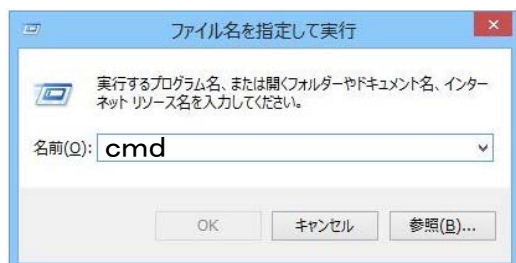 ファイル名を指定して実行
実行するプログラム名、または開くフォルダーやドキュメント名、インター
ネット リソース名を入力してください。
名前(O): cmd
OK キャンセル 参照(B)...